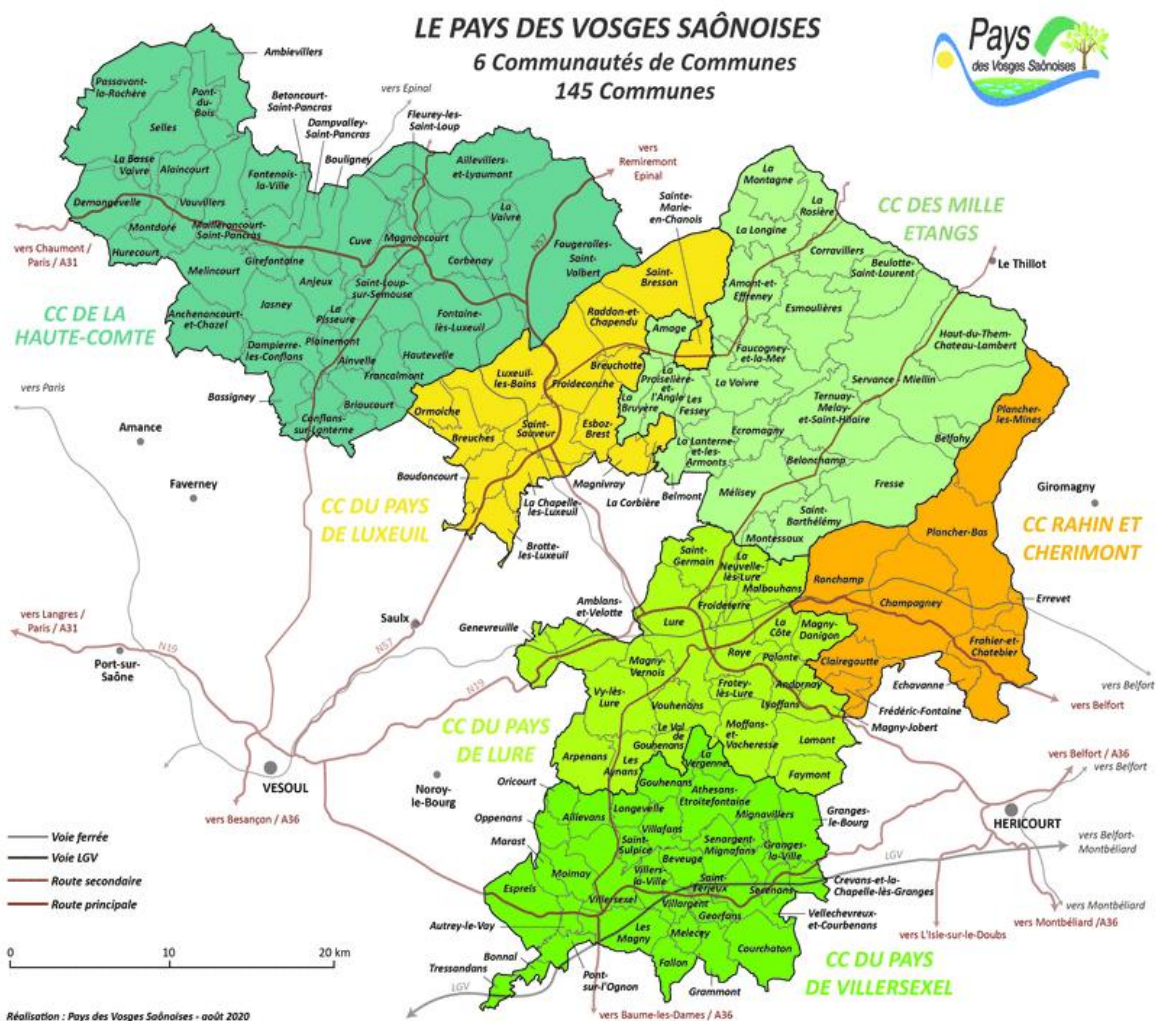 LE PAYS DES VOSGES SAÔNOISES
6 Communautés de Communes
145 Communes
Pays
des Vosges Saônoises
Ambievillers
Passavant-
la-Rochère
Pont-
du-
Bois
Betoncourt-
Saint-Pancras
Dampvalley-
Saint-Pancras
vers Epinal
Fleurey-les-
Saint-Loup
Bouligney
Selles
La Basse
Vaivre
Alaincourt
Fontenois-
la-Ville
Aillevillers-
et-Lyaumont
vers
Remiremont
Epinal
Demangevelle
Vauvillers
La
Vaivre
N57
Montdoré
Mailleroncourt-
Saint-Pancras
Cuve
Magnoncourt
Corbenay
Fougerolles-
Saint-
Valbert
vers Chaumont /
Paris / A31
Hurecourt
Melincourt
Girefontaine
Anjeux
Saint-Loup-
sur-Semouse
Jasney
La
Pisseure
Fontaine-
lès-Luxeuil
Anchenoncourt-
et-Chazel
Plainemont
Dampierre-
les-Conflans
Ainvelle
Hautevelle
Francalmont
Bassigney
Briaucourt
Conflans-
sur-Lanterne
CC DE LA
HAUTE-COMTE
vers Paris
Amance
Faverney
Sainte-
Marie-
en-Chanois
La
Montagne
La
Rosière
CC DES MILLE
ETANGS
La Longine
Corravillers
Beulotte-
Saint-Laurent
Le Thillot
Saint-
Bresson
Amont-et-
Effreney
Esmoulières
Raddon-et-
Chapendu
Amage
Faucogney-
et-la-Mer
Haut-du-Them-
Chateau-Lambert
Luxeuil-
les-Bains
Breuchotte
Froideconche
La
Proiselière-
et-
l'Angle
La
Bruyère
Les
Fessey
La Voivre
Servance - Miellin
Ternuay-
Melay-
et-Saint-Hilaire
Plancher-
les-Mines
Ormoiche
Breuches
Saint-
Sauveur
Esboz-
Brest
Ecromagny
La Lanterne
et-les-
Armonts
Belonchamp
Belfahy
Baudoncourt
Magnivray
La Corbière
Belmont
Mélisey
Fresse
Giromagny
La Chapelle-
les-Luxeuil
CC DU PAYS
DE LUXEUIL
Saint-
Barthélémy
Brotte-
les-Luxeuil
Montessaux
Plancher-Bas
CC RAHIN ET
CHERIMONT
Saint-
Germain
La
Neuvelle-
lès-Lure
Malbouhans
Ronchamp
Champagney
Errevet
Amblans-
et-Velotte
Froideterre
Saulx
Genevreuille
Lure
La
Côte
Magny-
Danigon
vers Langres /
Paris / A31
N19
N57
Port-sur-
Saône
Magny-
Vernois
Roye
Palante
Clairegoutte
Frahier-et-
Chatebier
Echavanne
vers Belfort
N19
Vy-lès-
Lure
Frotey-
lès-Lure
Andornay
Lyoffans
Frédéric-Fontaine
Magny-Jobert
vers Belfort
Vouhenans
CC DU PAYS
DE LURE
Le Val
de
Gouhenans
Moffans-
et-
Vacheresse
Lomont
Arpenans
Les
Aynans
La
Vergenne
Faymont
vers Belfort / A36
vers Belfort
VESOUL
Noroy-
le-Bourg
Oricourt
Gouhenans
Athesans-
Etroitefontaine
vers Besançon / A36
Oppenans
Aillevans
Longevelle
Mignavillers
Granges-
le-Bourg
HERICOURT
Marast
Villafans
Saint-
Sulpice
Senargent-
Mignafans
Granges-
la-Ville
vers Belfort-
Montbéliard
Moimay
Beveuge
LGV
Villers-
la-Ville
Saint-
Ferjeux
Crevans-et-la-
Chapelle-lès-Granges
Esprels
Villersexel
Secenans
Villargent
vers Montbéliard
Autrey-le-Vay
Georfans
Vellechevreux-
et-Courbenans
vers Montbéliard /A36
vers L'Isle-sur-le-Doubs
Les
Magny
Melecey
Courchaton
Bonnal
Tressandans
Pont-
sur-l'Ognon
Fallon
Grammont
CC DU PAYS
DE VILLERSEXEL
LGV
vers Baume-les-Dames / A36
Voie ferrée
Voie LGV
Route secondaire
Route principale
0 10 20 km
Réalisation : Pays des Vosges Saônoises - août 2020